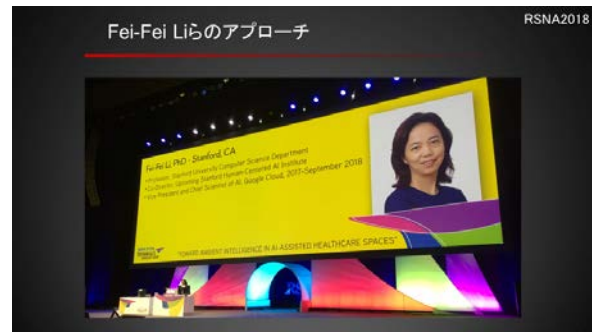 Fei-Fei Liらのアプローチ
RSNA2018
Fei-Fei Li, PhD · Stanford, CA
• Professor, Stanford University Computer Science Department
• Co-Director, Upcoming Stanford Human-Centered AI Institute
• Vice President and Chief Scientist of AI, Google Cloud, 2017-September 2018
"TOWARD AMBIENT INTELLIGENCE IN AI-ASSISTED HEALTHCARE SPACES"